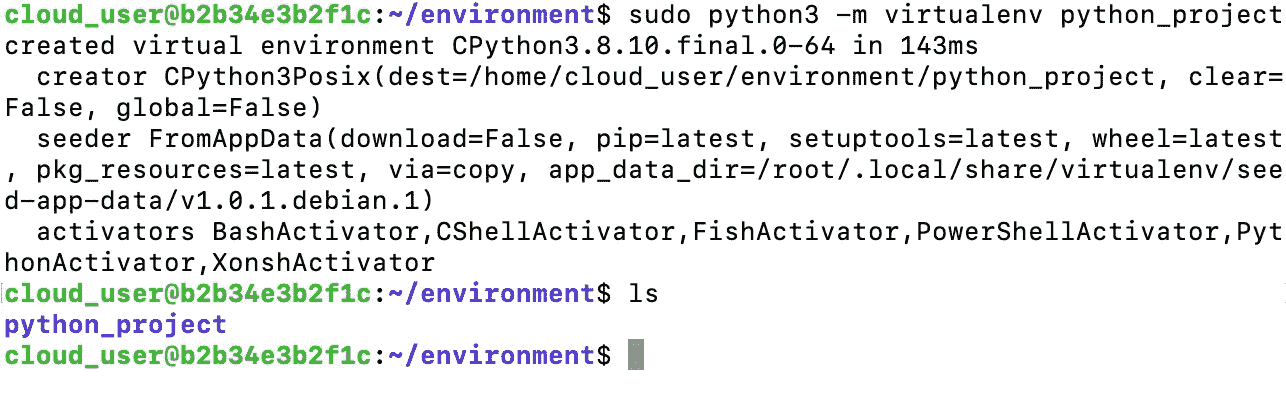 cloud_user@b2b34e3b2f1c:~/environment$ sudo python3 -m virtualenv python_project
created virtual environment CPython3.8.10.final.0-64 in 143ms
  creator CPython3Posix(dest=/home/cloud_user/environment/python_project, clear=
False, global=False)
  seeder FromAppData(download=False, pip=latest, setuptools=latest, wheel=latest
, pkg_resources=latest, via=copy, app_data_dir=/root/.local/share/virtualenv/see
d-app-data/v1.0.1.debian.1)
  activators BashActivator,CShellActivator,FishActivator,PowerShellActivator,Pyt
honActivator,XonshActivator
cloud_user@b2b34e3b2f1c:~/environment$ ls
python_project
cloud_user@b2b34e3b2f1c:~/environment$